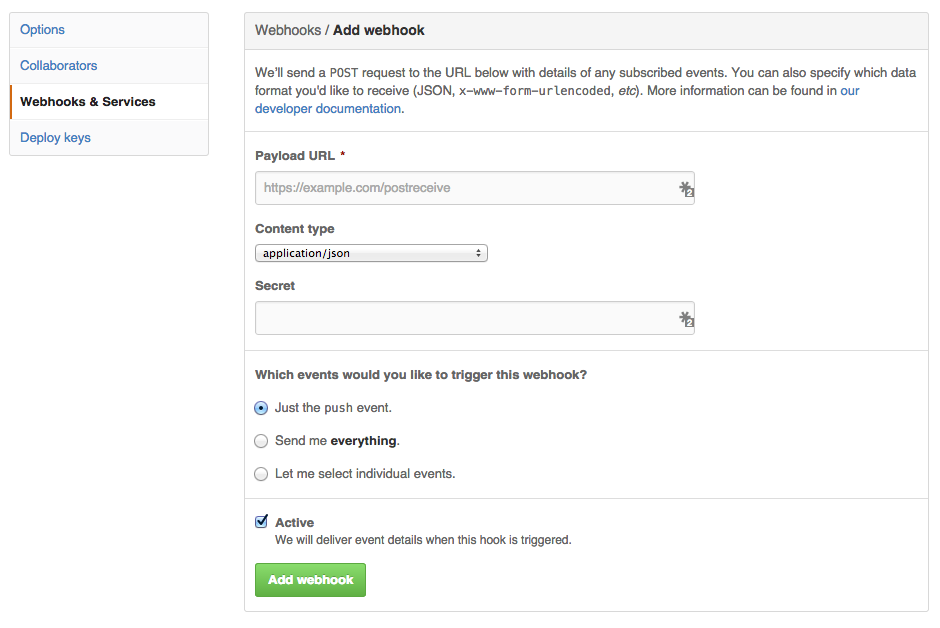 Options
Collaborators
Webhooks & Services
Deploy keys
Webhooks / Add webhook
We'll send a POST request to the URL below with details of any subscribed events. You can also specify which data
format you'd like to receive (JSON, x-www-form-urlencoded, etc). More information can be found in our
developer documentation.
Payload URL *
https://example.com/postreceive
Content type
application/json
Secret
Which events would you like to trigger this webhook?
Just the push event.
Send me everything.
Let me select individual events.
Active
We will deliver event details when this hook is triggered.
Add webhook